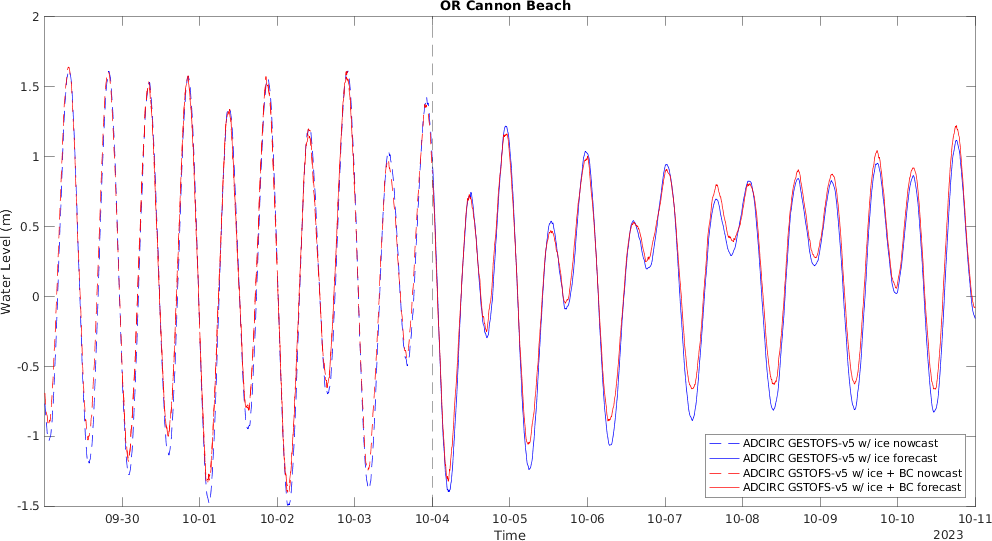 OR Cannon Beach
2
1.5
1
0.5
0
-0.5
-1
-1.5
Water Level (m)
09-30 10-01 10-02 10-03 10-04 10-05 10-06 10-07 10-08 10-09 10-10 10-11
Time
2023
ADCIRC GESTOFS-v5 w/ ice nowcast
ADCIRC GESTOFS-v5 w/ ice forecast
ADCIRC GSTOFS-v5 w/ ice + BC nowcast
ADCIRC GSTOFS-v5 w/ ice + BC forecast